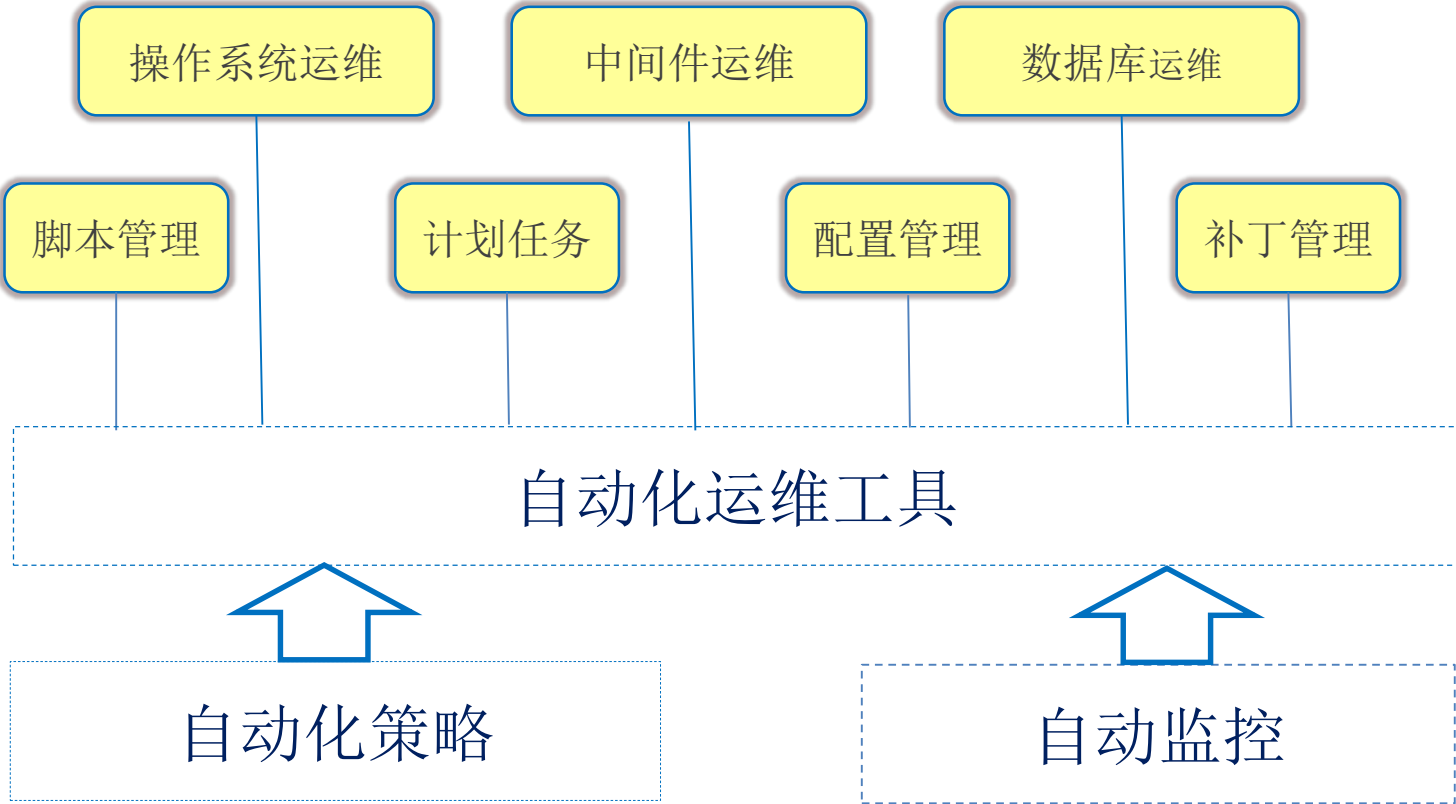 操作系统运维
中间件运维
数据库运维
脚本管理
计划任务
配置管理
补丁管理
自动化运维工具
自动化策略
自动监控